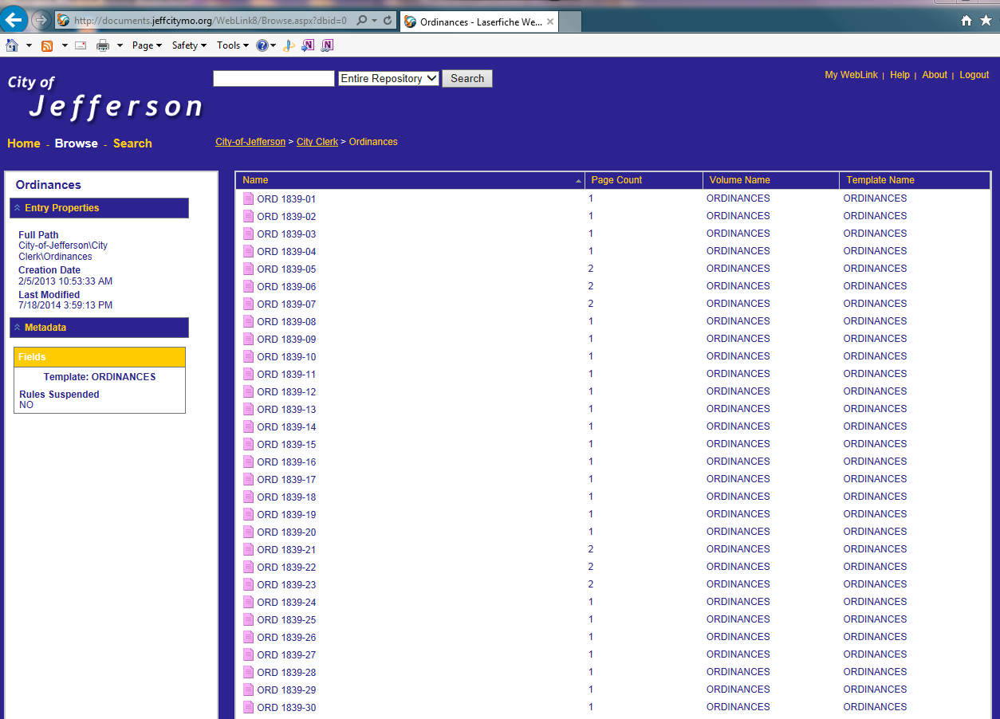 http://documents.jeffcitymo.org/WebLink8/Browse.aspx?dbid=0
Ordinances - Laserfiche We...
Page Safety Tools
City of
Jefferson
Entire Repository Search
My WebLink | Help | About | Logout
Home - Browse - Search
City-of-Jefferson > City Clerk > Ordinances
Ordinances
Entry Properties
Full Path
City-of-Jefferson\City
Clerk\Ordinances
Creation Date
2/5/2013 10:53:33 AM
Last Modified
7/18/2014 3:59:13 PM
Metadata
Fields
Template: ORDINANCES
Rules Suspended
NO
Name Page Count Volume Name Template Name
ORD 1839-01 1 ORDINANCES ORDINANCES
ORD 1839-02 1 ORDINANCES ORDINANCES
ORD 1839-03 1 ORDINANCES ORDINANCES
ORD 1839-04 1 ORDINANCES ORDINANCES
ORD 1839-05 2 ORDINANCES ORDINANCES
ORD 1839-06 2 ORDINANCES ORDINANCES
ORD 1839-07 2 ORDINANCES ORDINANCES
ORD 1839-08 1 ORDINANCES ORDINANCES
ORD 1839-09 1 ORDINANCES ORDINANCES
ORD 1839-10 1 ORDINANCES ORDINANCES
ORD 1839-11 1 ORDINANCES ORDINANCES
ORD 1839-12 1 ORDINANCES ORDINANCES
ORD 1839-13 1 ORDINANCES ORDINANCES
ORD 1839-14 1 ORDINANCES ORDINANCES
ORD 1839-15 1 ORDINANCES ORDINANCES
ORD 1839-16 1 ORDINANCES ORDINANCES
ORD 1839-17 1 ORDINANCES ORDINANCES
ORD 1839-18 1 ORDINANCES ORDINANCES
ORD 1839-19 1 ORDINANCES ORDINANCES
ORD 1839-20 1 ORDINANCES ORDINANCES
ORD 1839-21 2 ORDINANCES ORDINANCES
ORD 1839-22 2 ORDINANCES ORDINANCES
ORD 1839-23 2 ORDINANCES ORDINANCES
ORD 1839-24 1 ORDINANCES ORDINANCES
ORD 1839-25 1 ORDINANCES ORDINANCES
ORD 1839-26 1 ORDINANCES ORDINANCES
ORD 1839-27 1 ORDINANCES ORDINANCES
ORD 1839-28 1 ORDINANCES ORDINANCES
ORD 1839-29 1 ORDINANCES ORDINANCES
ORD 1839-30 1 ORDINANCES ORDINANCES